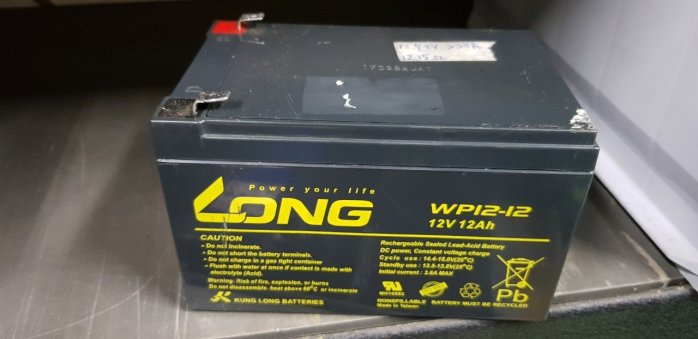 Power your life
LONG
WP12-12
12V 12Ah
CAUTION
• Do not Incinerate.
• Do not short the battery terminals.
• Do not charge in a gas tight container
• Flush with water at once if contact is made with
electrolyte (Acid).
Warning: Risk of fire, explosion, or burns
Do not disassemble, heat above 60°C or incinerate
KUNG LONG BATTERIES
Rechargeable Sealed Lead-Acid Battery
DC power, Constant voltage charge
Cycle use : 14.4-15.0V(25°C)
Standby use : 13.5-13.8V(25°C)
Initial current : 3.6A MAX
MH14533
Pb
NONSPILLABLE BATTERY MUST BE RECYCLED.
Made in Taiwan